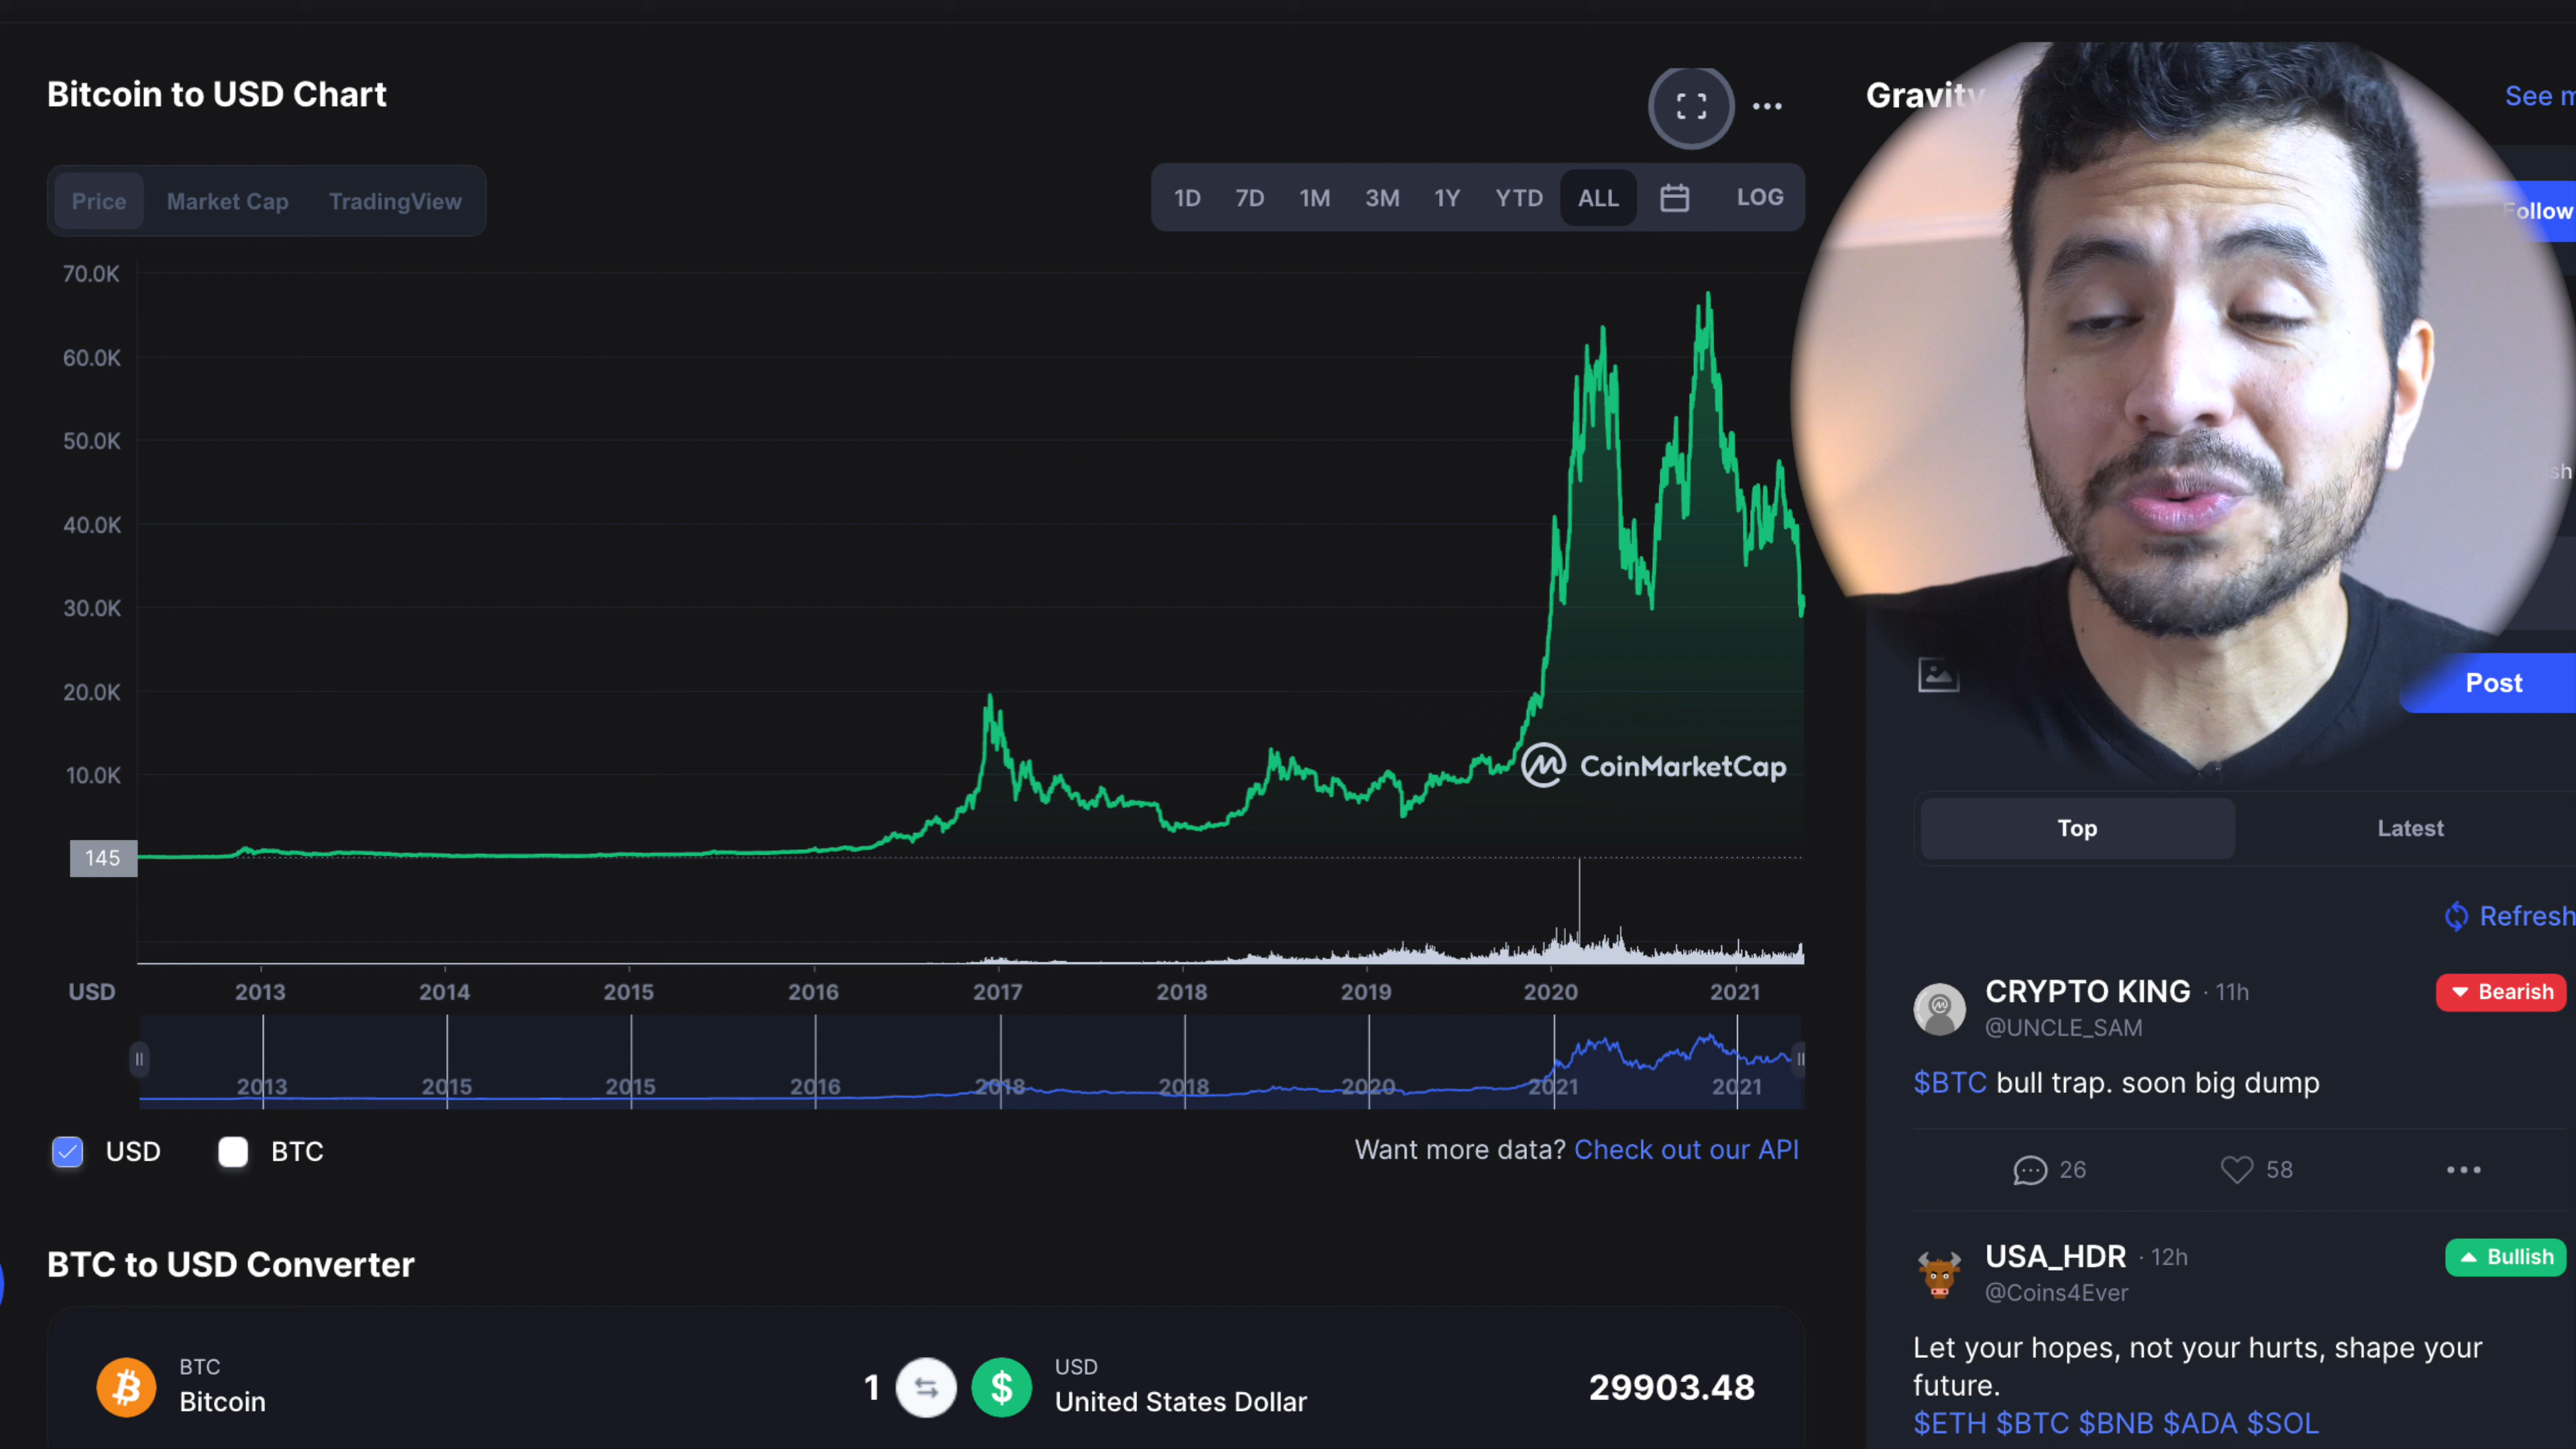 Bitcoin to USD Chart
Price Market Cap TradingView
1D 7D 1M 3M 1Y YTD ALL LOG
70.0K
60.0K
50.0K
40.0K
30.0K
20.0K
10.0K
145
CoinMarketCap
USD 2013 2014 2015 2016 2017 2018 2019 2020 2021
2013 2015 2015 2016 2018 2018 2020 2021 2021
USD BTC
Want more data? Check out our API
BTC to USD Converter
BTC
Bitcoin
1
USD
United States Dollar
29903.48
Gravity
See m
Follow
sh
Post
Top Latest
Refresh
CRYPTO KING · 11h
Bearish
@UNCLE_SAM
$BTC bull trap. soon big dump
26 58
USA_HDR · 12h
Bullish
@Coins4Ever
Let your hopes, not your hurts, shape your
future.
$ETH $BTC $BNB $ADA $SOL